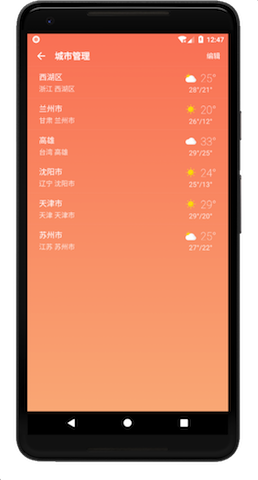 12:47
城市管理 编辑
西湖区 25°
浙江 西湖区 28°/21°
兰州市 20°
甘肃 兰州市 26°/12°
高雄 33°
台湾 高雄 29°/25°
沈阳市 24°
辽宁 沈阳市 25°/13°
天津市 29°
天津 天津市 29°/20°
苏州市 25°
江苏 苏州市 27°/22°